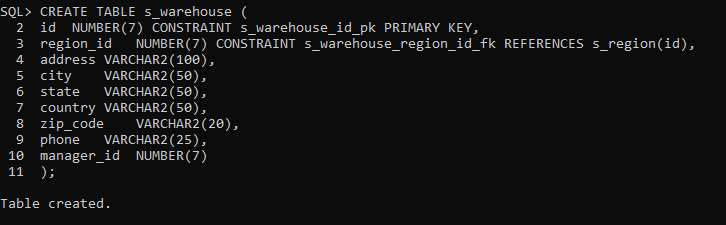 SQL> CREATE TABLE s_warehouse (
  2  id  NUMBER(7) CONSTRAINT s_warehouse_id_pk PRIMARY KEY,
  3  region_id   NUMBER(7) CONSTRAINT s_warehouse_region_id_fk REFERENCES s_region(id),
  4  address VARCHAR2(100),
  5  city    VARCHAR2(50),
  6  state   VARCHAR2(50),
  7  country VARCHAR2(50),
  8  zip_code    VARCHAR2(20),
  9  phone   VARCHAR2(25),
 10  manager_id  NUMBER(7)
 11  );
Table created.